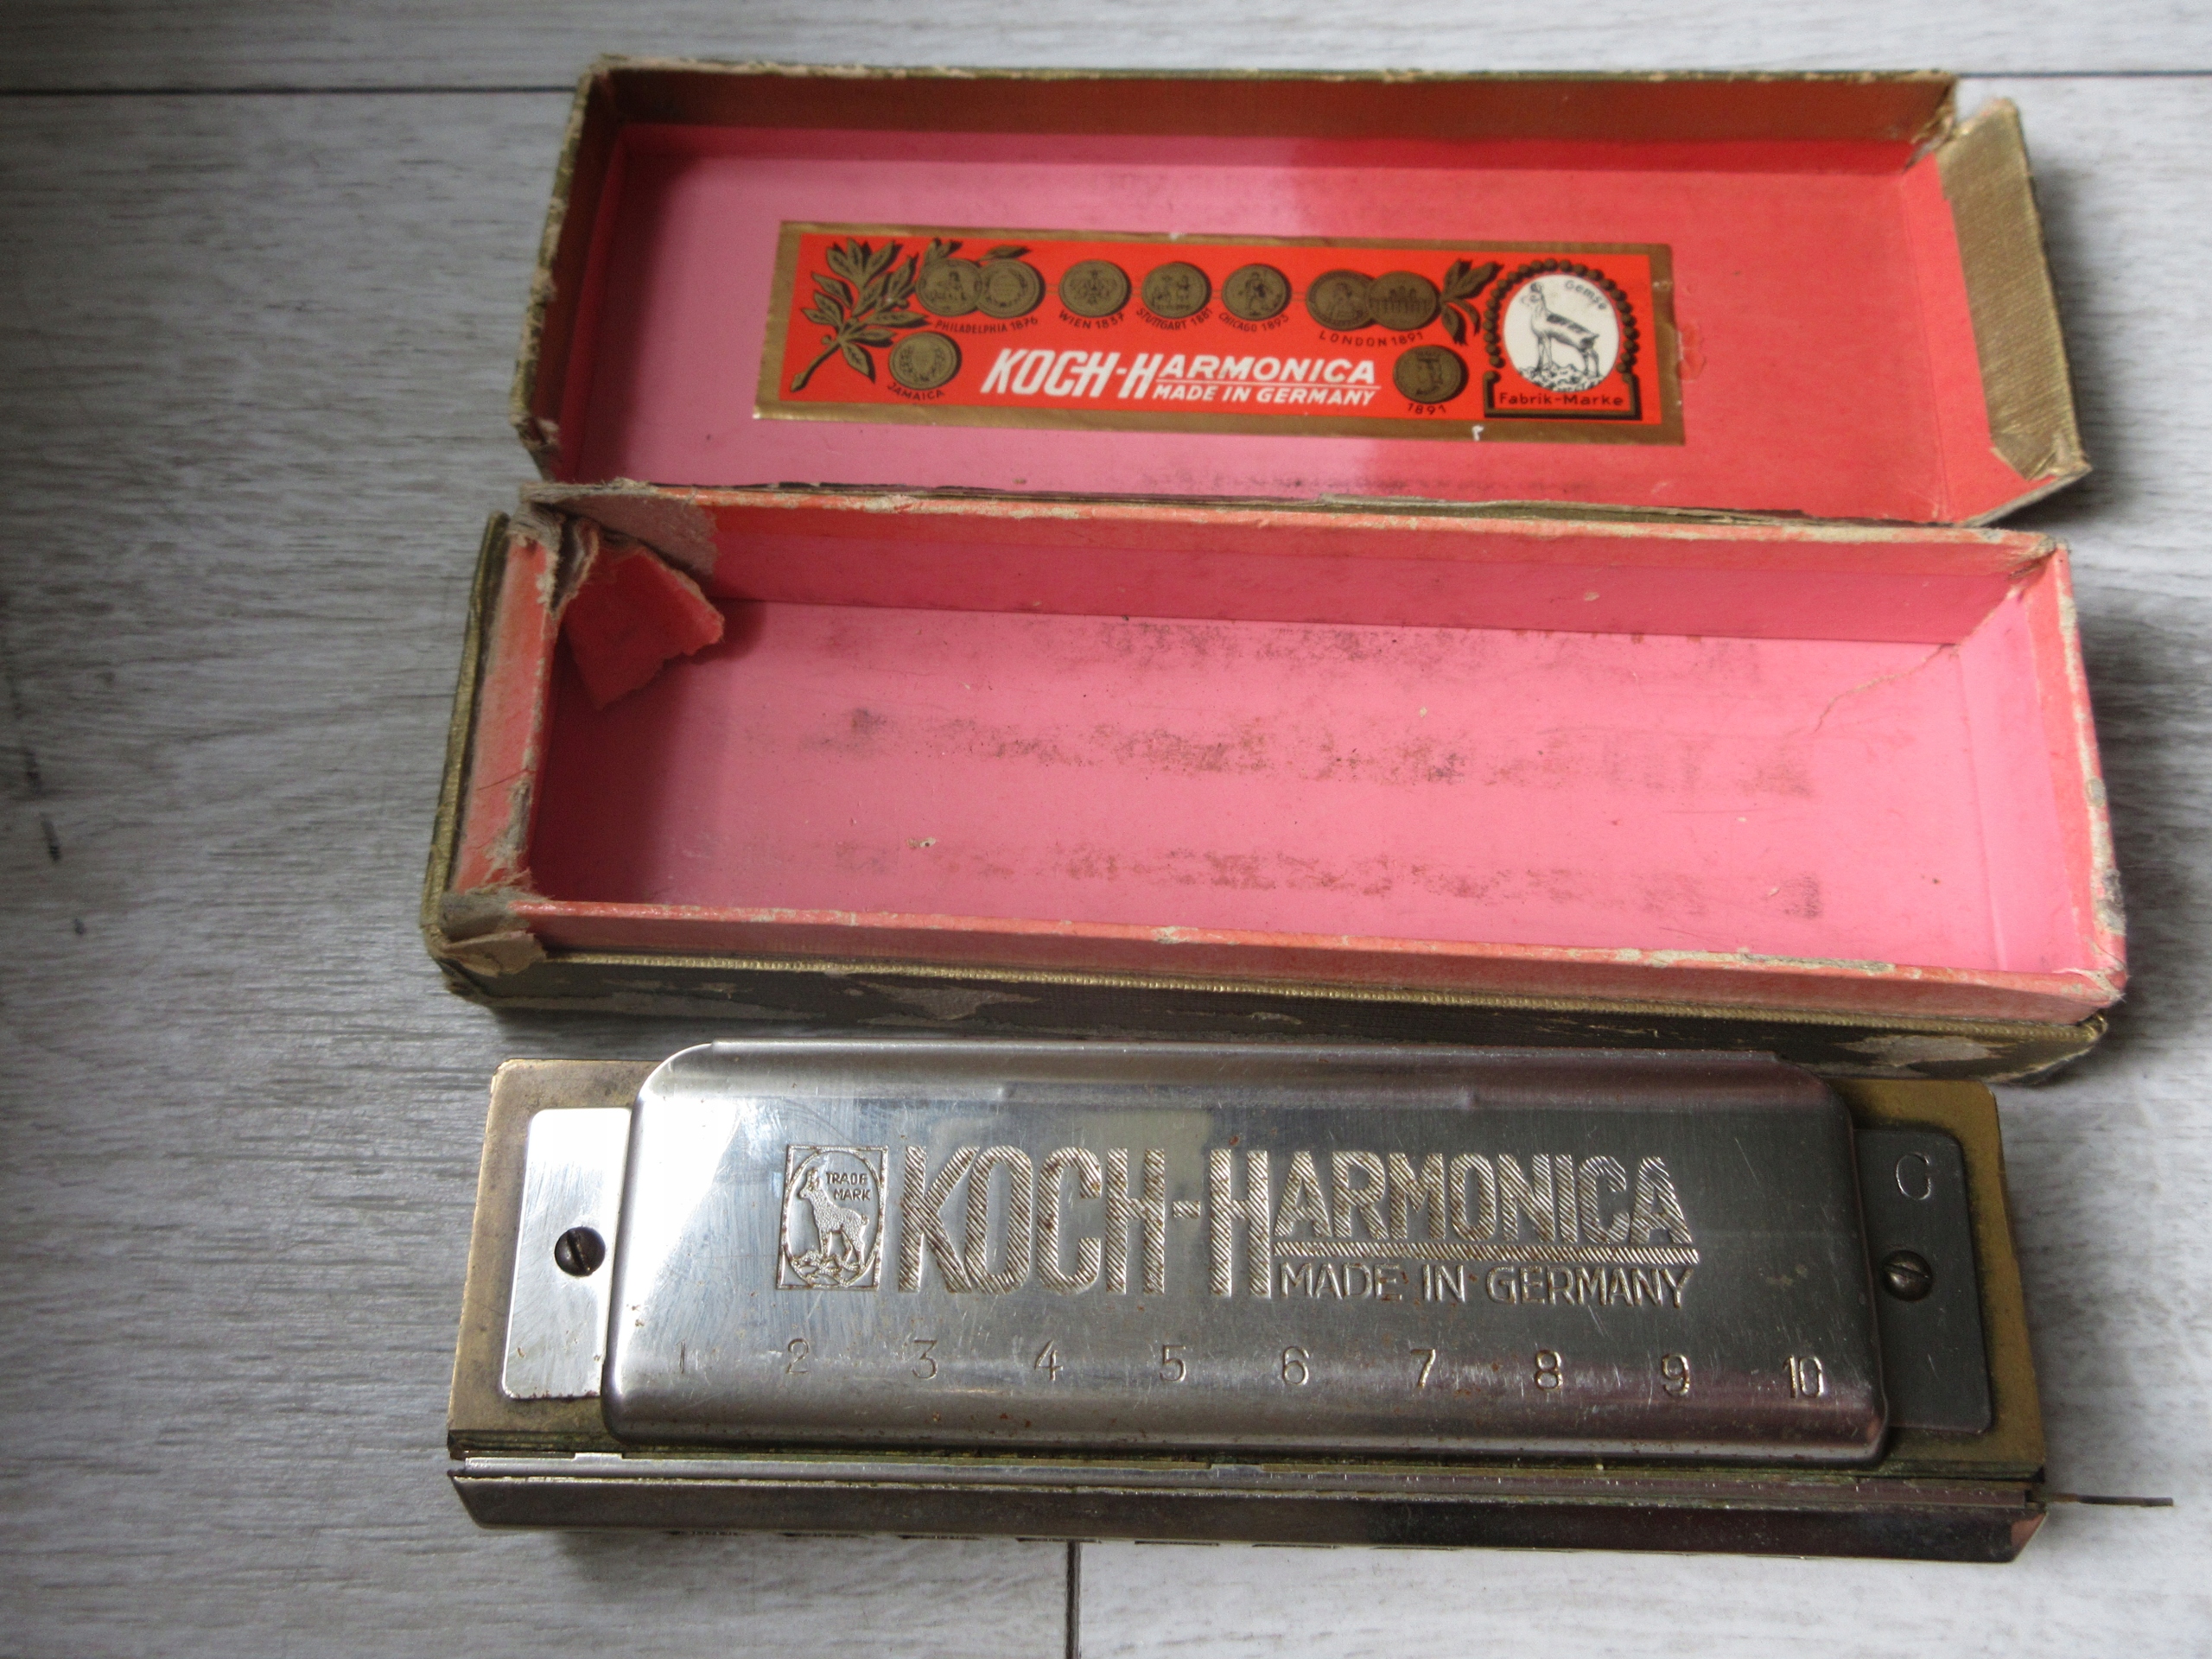 PHILADELPHIA 1876
WIEN 1837
STUTTGART 1881
CHICAGO 1893
LONDON 1891
JAMAICA
1891
Gemse
Fabrik-Marke
KOCH-HARMONICA
MADE IN GERMANY
TRADE
MARK
KOCH-HARMONICA
MADE IN GERMANY
G
1 2 3 4 5 6 7 8 9 10